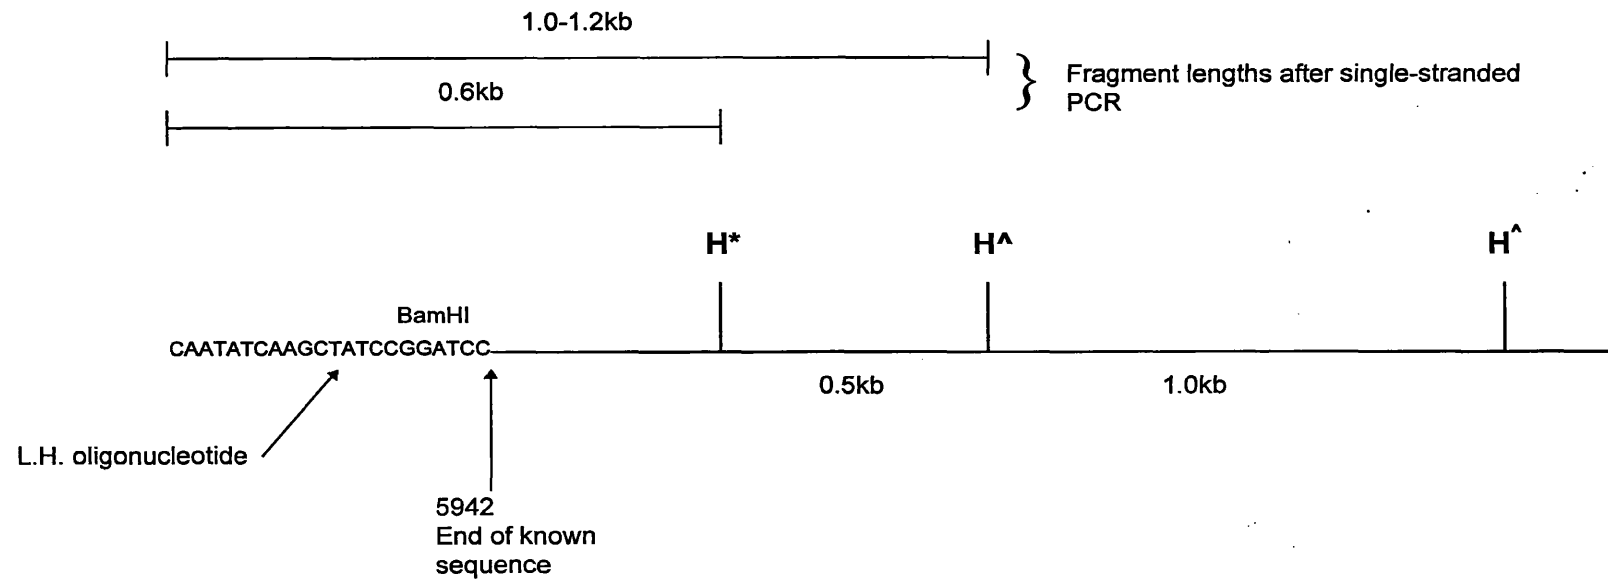 1.0-1.2kb
Fragment lengths after single-stranded
PCR
0.6kb
H*
H^
H^
BamHI
CAATATCAAGCTATCCGGATCC
0.5kb
1.0kb
L.H. oligonucleotide
5942
End of known
sequence